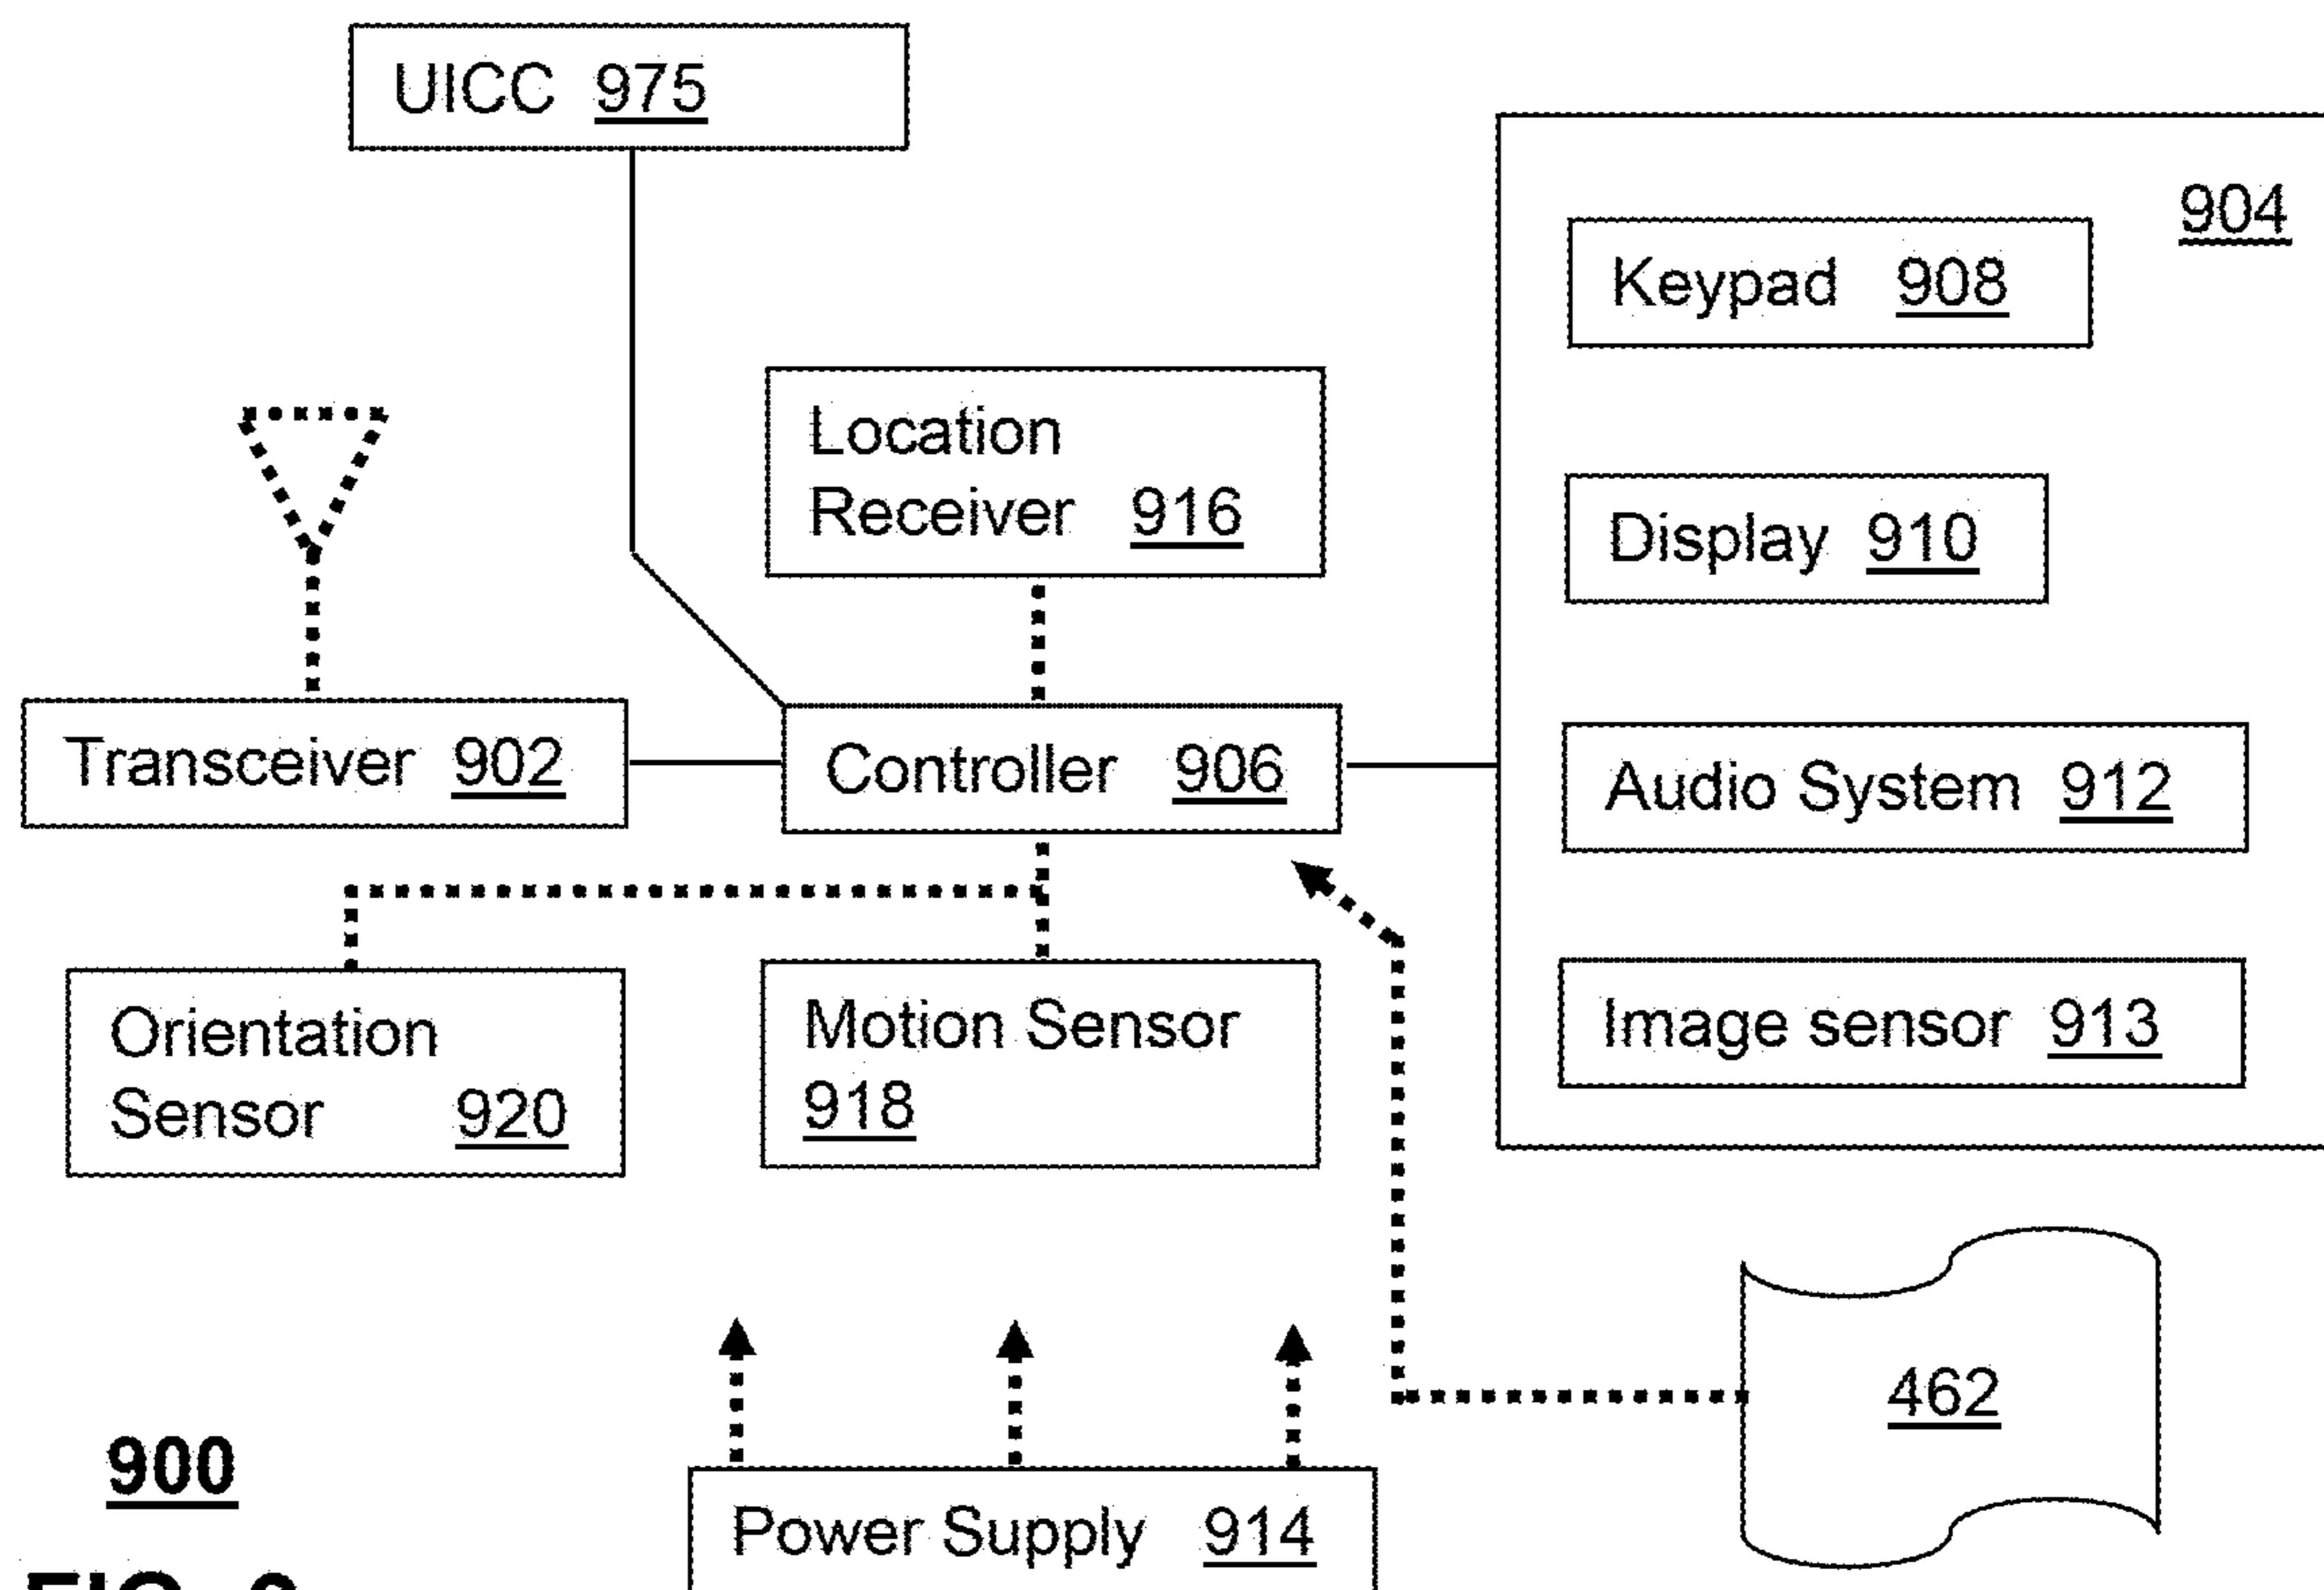 UICC 975
904
Keypad 908
Location
Receiver 916
Display 910
Transceiver 902
Controller 906
Audio System 912
Orientation
Sensor 920
Motion Sensor
918
Image sensor 913
462
900
Power Supply 914